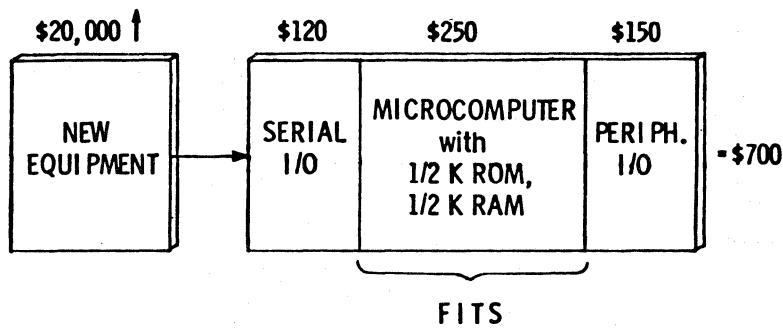 $20,000 ↑ $120 $250 $150
NEW
EQUIPMENT
SERIAL
I/O
MICROCOMPUTER
with
1/2 K ROM,
1/2 K RAM
PERIPH.
I/O
= $700
FITS